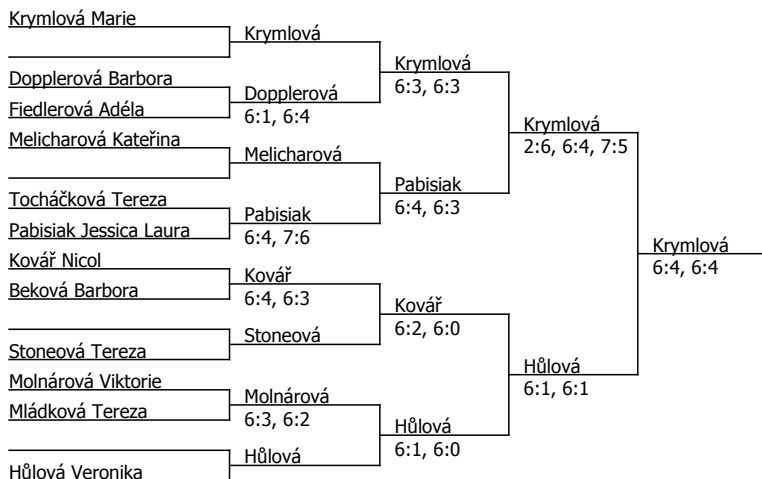 Krymlová Marie
Dopplerová Barbora
Fiedlerová Adéla
Melicharová Kateřina
Tocháčková Tereza
Pabisiak Jessica Laura
Kovář Nicol
Beková Barbora
Stoneová Tereza
Molnárová Viktorie
Mládková Tereza
Hůlová Veronika
Krymlová
Dopplerová
6:1, 6:4
Melicharová
Pabisiak
6:4, 7:6
Kovář
6:4, 6:3
Stoneová
Molnárová
6:3, 6:2
Hůlová
Krymlová
6:3, 6:3
Pabisiak
6:4, 6:3
Kovář
6:2, 6:0
Hůlová
6:1, 6:0
Krymlová
2:6, 6:4, 7:5
Hůlová
6:1, 6:1
Krymlová
6:4, 6:4